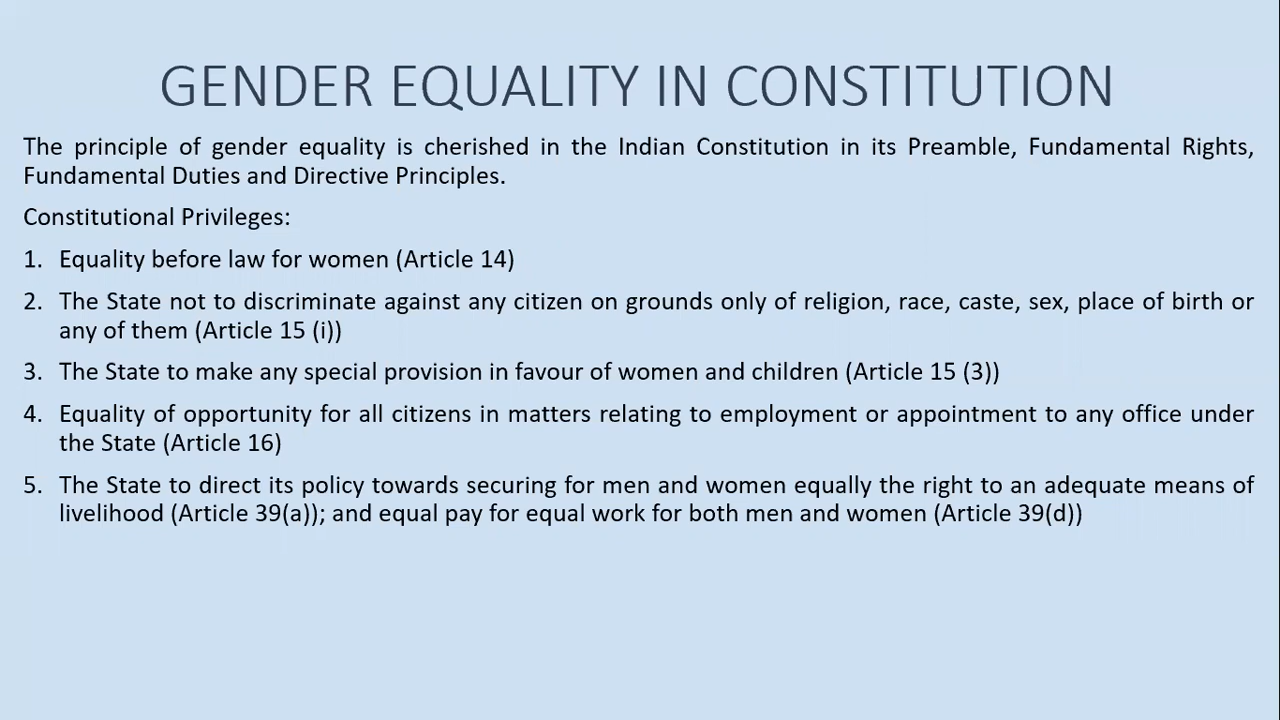 GENDER EQUALITY IN CONSTITUTION
The principle of gender equality is cherished in the Indian Constitution in its Preamble, Fundamental Rights,
Fundamental Duties and Directive Principles.
Constitutional Privileges:
1. Equality before law for women (Article 14)
2. The State not to discriminate against any citizen on grounds only of religion, race, caste, sex, place of birth or
any of them (Article 15 (i))
3. The State to make any special provision in favour of women and children (Article 15 (3))
4. Equality of opportunity for all citizens in matters relating to employment or appointment to any office under
the State (Article 16)
5. The State to direct its policy towards securing for men and women equally the right to an adequate means of
livelihood (Article 39(a)); and equal pay for equal work for both men and women (Article 39(d))